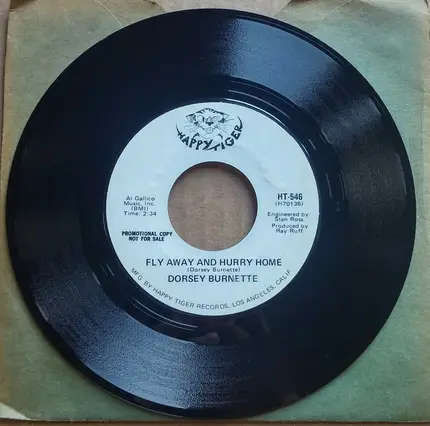 HAPPY TIGER
Al Gallico
Music, Inc.
(BMI)
Time: 2:34
HT-546
(H70136)
Engineered by
Stan Ross
Produced by
Ray Ruff
PROMOTIONAL COPY
NOT FOR SALE
FLY AWAY AND HURRY HOME
(Dorsey Burnette)
DORSEY BURNETTE
MFG. BY HAPPY TIGER RECORDS, LOS ANGELES, CALIF.